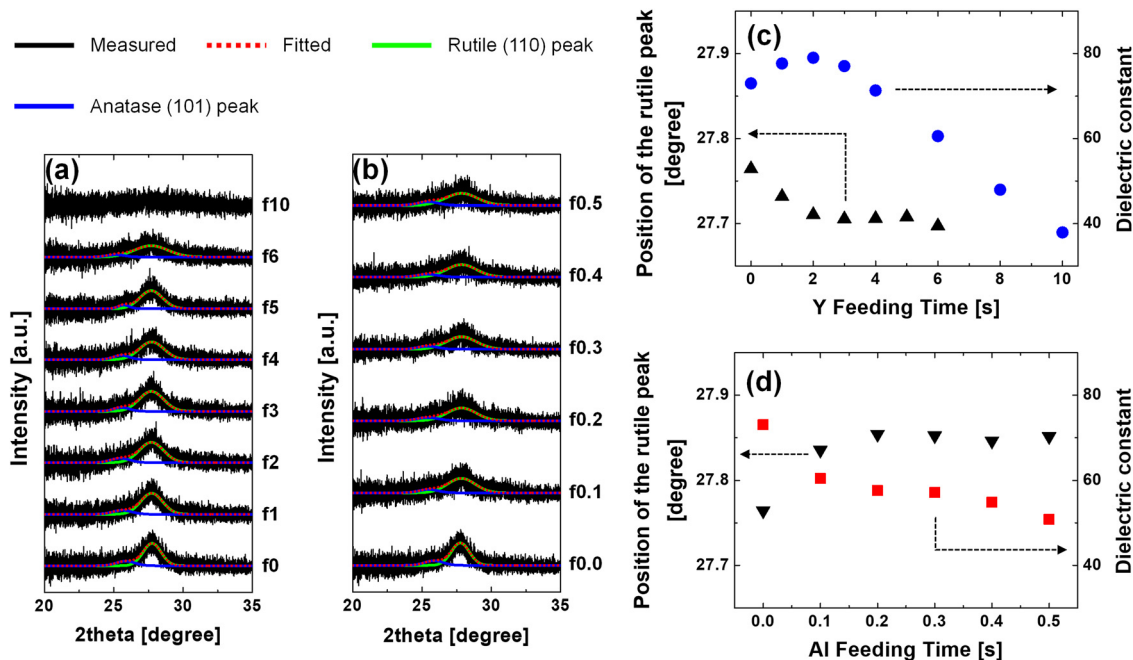 Measured
Fitted
Rutile (110) peak
Anatase (101) peak
(a)
f10
f6
f5
f4
f3
f2
f1
f0
Intensity [a.u.]
20 25 30 35
2theta [degree]
(b)
f0.5
f0.4
f0.3
f0.2
f0.1
f0.0
Intensity [a.u.]
20 25 30 35
2theta [degree]
(c)
Position of the rutile peak
[degree]
27.9
27.8
27.7
80
60
40
Dielectric constant
0 1 2 3 4 5 6 7 8 9 10
Y Feeding Time [s]
(d)
Position of the rutile peak
[degree]
27.9
27.8
27.7
80
60
40
Dielectric constant
0.0 0.1 0.2 0.3 0.4 0.5
Al Feeding Time [s]